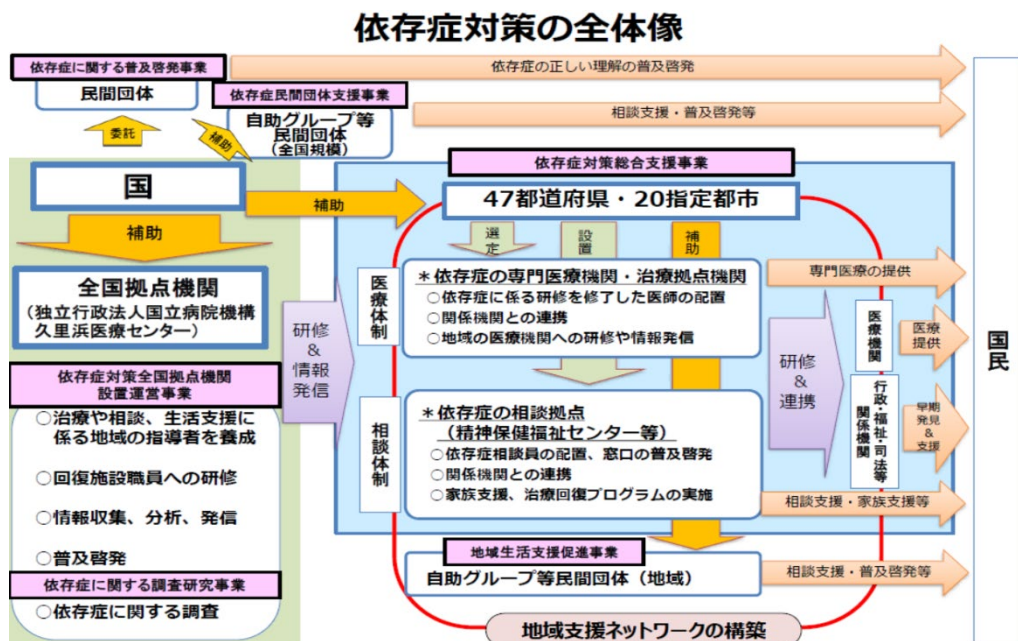 依存症対策の全体像
依存症に関する普及啓発事業
民間団体
依存症の正しい理解の普及啓発
依存症民間団体支援事業
自助グループ等
民間団体
(全国規模)
相談支援・普及啓発等
委託
補助
国
補助
補助
依存症対策総合支援事業
47都道府県・20指定都市
選定
設置
補助
全国拠点機関
(独立行政法人国立病院機構
久里浜医療センター)
研修
&
情報
発信
医療体制
相談体制
*依存症の専門医療機関・治療拠点機関
○依存症に係る研修を修了した医師の配置
○関係機関との連携
○地域の医療機関への研修や情報発信
*依存症の相談拠点
(精神保健福祉センター等)
○依存症相談員の配置、窓口の普及啓発
○関係機関との連携
○家族支援、治療回復プログラムの実施
研修
&
連携
専門医療の提供
医療機関
医療
提供
行政・福祉・司法等
関係機関
早期
発見
&
支援
相談支援・家族支援等
国民
依存症対策全国拠点機関
設置運営事業
○治療や相談、生活支援に
係る地域の指導者を養成
○回復施設職員への研修
○情報収集、分析、発信
○普及啓発
依存症に関する調査研究事業
○依存症に関する調査
地域生活支援促進事業
自助グループ等民間団体(地域)
相談支援・普及啓発等
地域支援ネットワークの構築